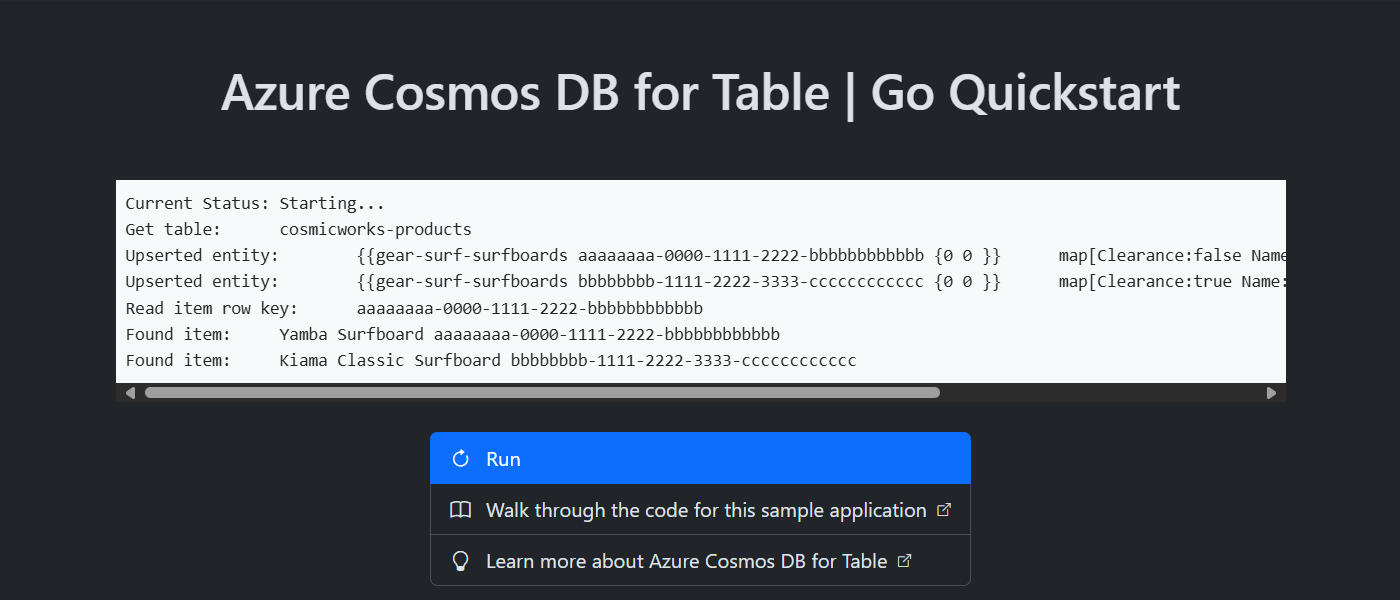 Azure Cosmos DB for Table | Go Quickstart
Current Status: Starting...
Get table:      cosmicworks-products
Upserted entity:        {{gear-surf-surfboards aaaaaaaa-0000-1111-2222-bbbbbbbbbbbb {0 0 }}      map[Clearance:false Name
Upserted entity:        {{gear-surf-surfboards bbbbbbbb-1111-2222-3333-cccccccccccc {0 0 }}      map[Clearance:true Name:
Read item row key:      aaaaaaaa-0000-1111-2222-bbbbbbbbbbbb
Found item:     Yamba Surfboard aaaaaaaa-0000-1111-2222-bbbbbbbbbbbb
Found item:     Kiama Classic Surfboard bbbbbbbb-1111-2222-3333-cccccccccccc
Run
Walk through the code for this sample application
Learn more about Azure Cosmos DB for Table